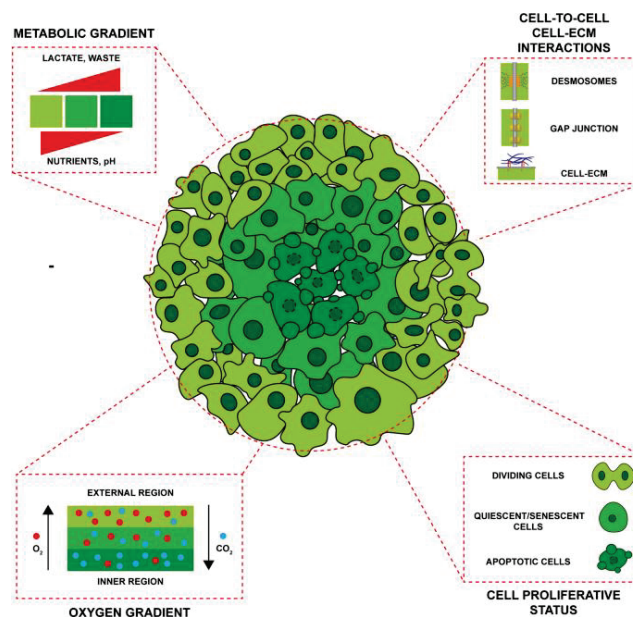 METABOLIC GRADIENT
LACTATE, WASTE
NUTRIENTS, pH
CELL-TO-CELL
CELL-ECM
INTERACTIONS
DESMOSOMES
GAP JUNCTION
CELL-ECM
-
EXTERNAL REGION
O₂
CO₂
INNER REGION
OXYGEN GRADIENT
DIVIDING CELLS
QUIESCENT/SENESCENT
CELLS
APOPTOTIC CELLS
CELL PROLIFERATIVE
STATUS